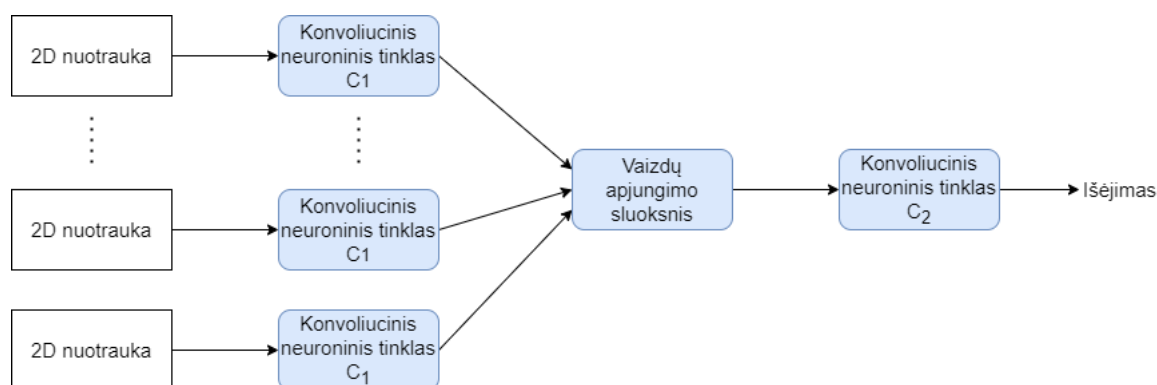 2D nuotrauka
Konvoliucinis
neuroninis tinklas
C1
2D nuotrauka
Konvoliucinis
neuroninis tinklas
C1
2D nuotrauka
Konvoliucinis
neuroninis tinklas
C1
Vaizdų
apjungimo
sluoksnis
Konvoliucinis
neuroninis tinklas
C2
Išėjimas